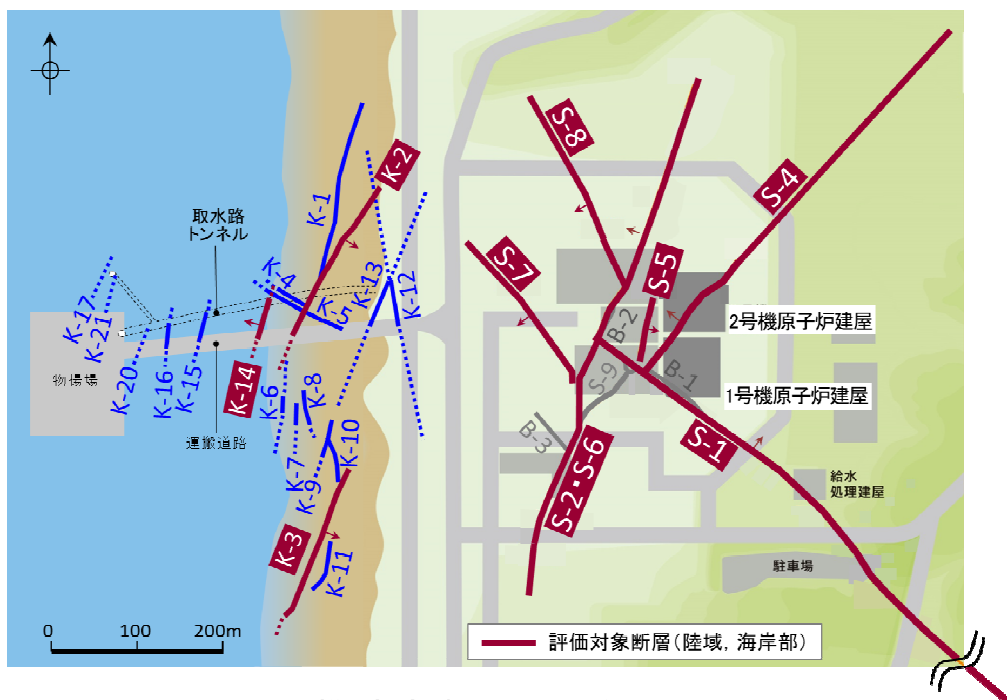 S-8
K-2
S-4
K-1
取水路
トンネル
S-7
S-5
K-4
K-13
K-12
K-5
K-17
K-21
K-20
K-16
K-15
K-14
B-2
2号機原子炉建屋
物揚場
運搬道路
K-6
K-8
K-7
K-9
K-10
S-9
B-1
1号機原子炉建屋
B-3
S-1
S-2・S-6
給水
処理建屋
K-3
K-11
駐車場
0 100 200m
評価対象断層(陸域, 海岸部)